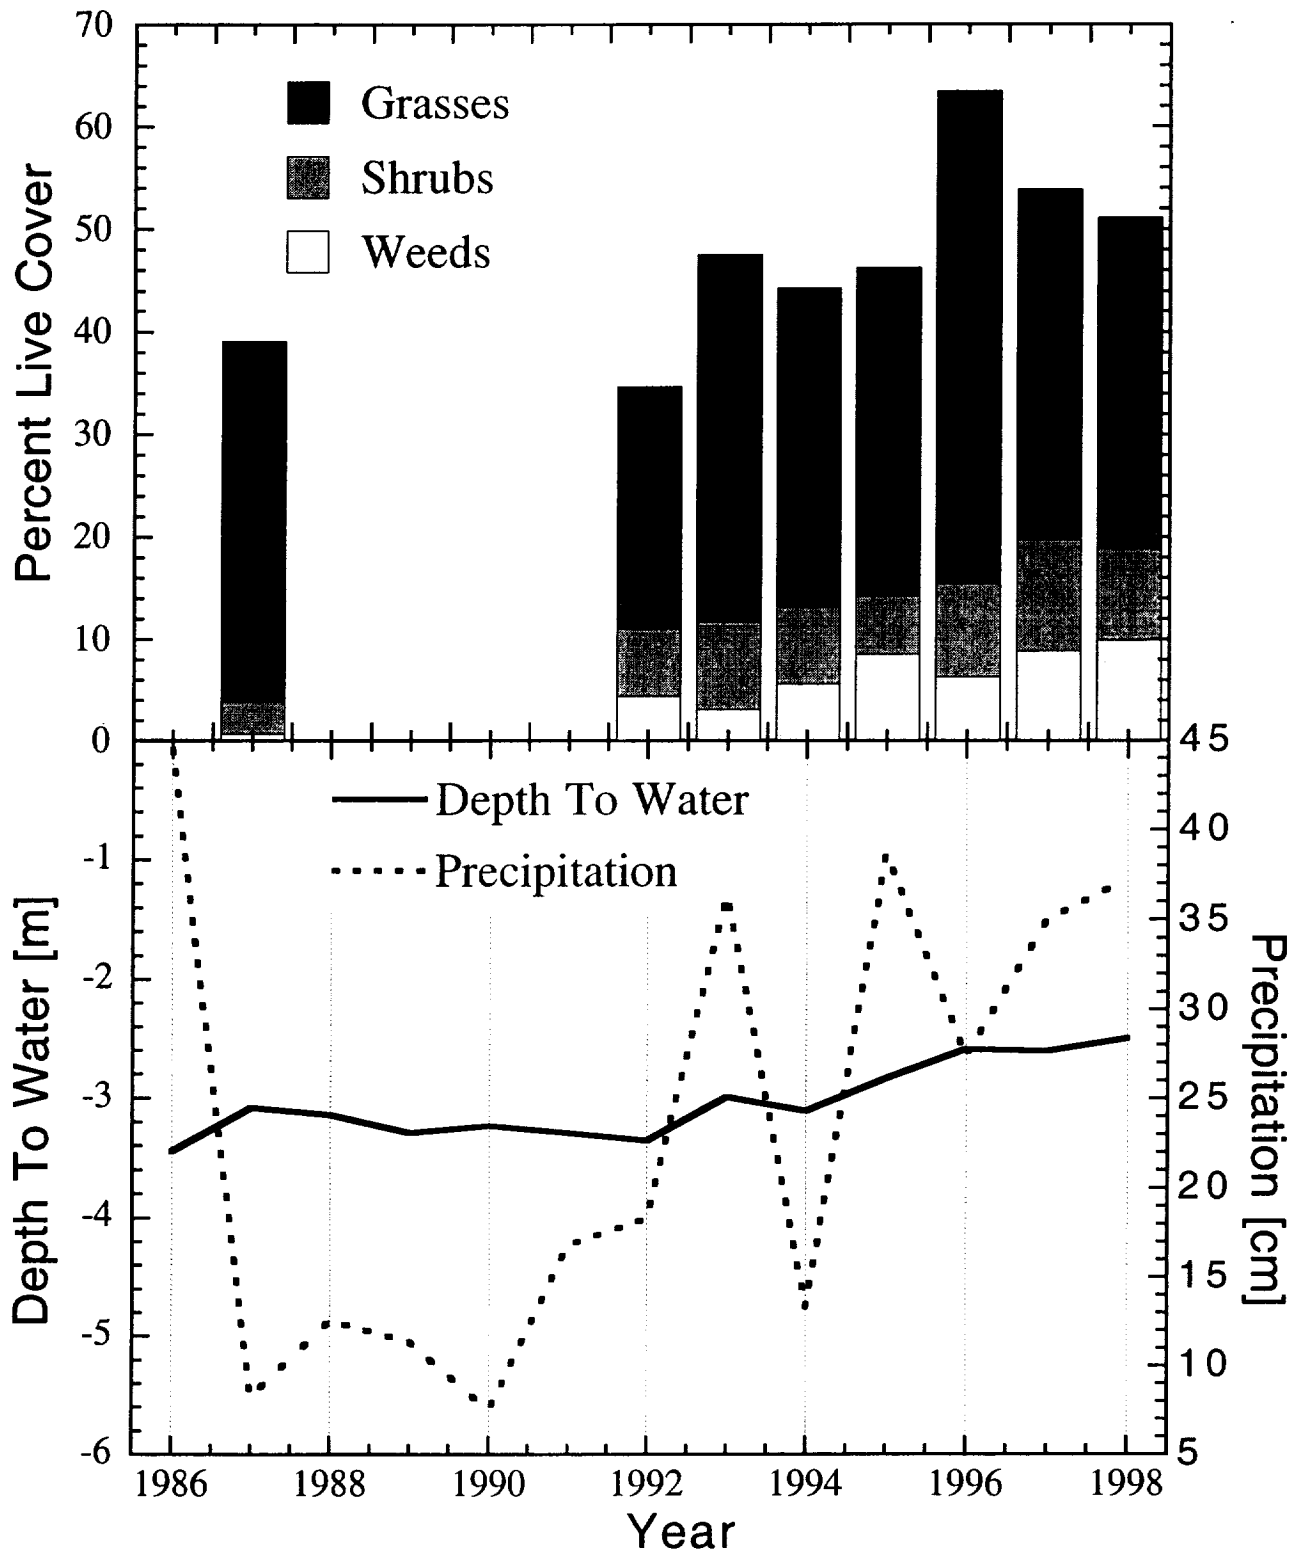 70
60
50
40
30
20
10
0
Percent Live Cover
Grasses
Shrubs
Weeds
Depth To Water
Precipitation
-1
-2
-3
-4
-5
-6
Depth To Water [m]
45
40
35
30
25
20
15
10
5
Precipitation [cm]
1986 1988 1990 1992 1994 1996 1998
Year